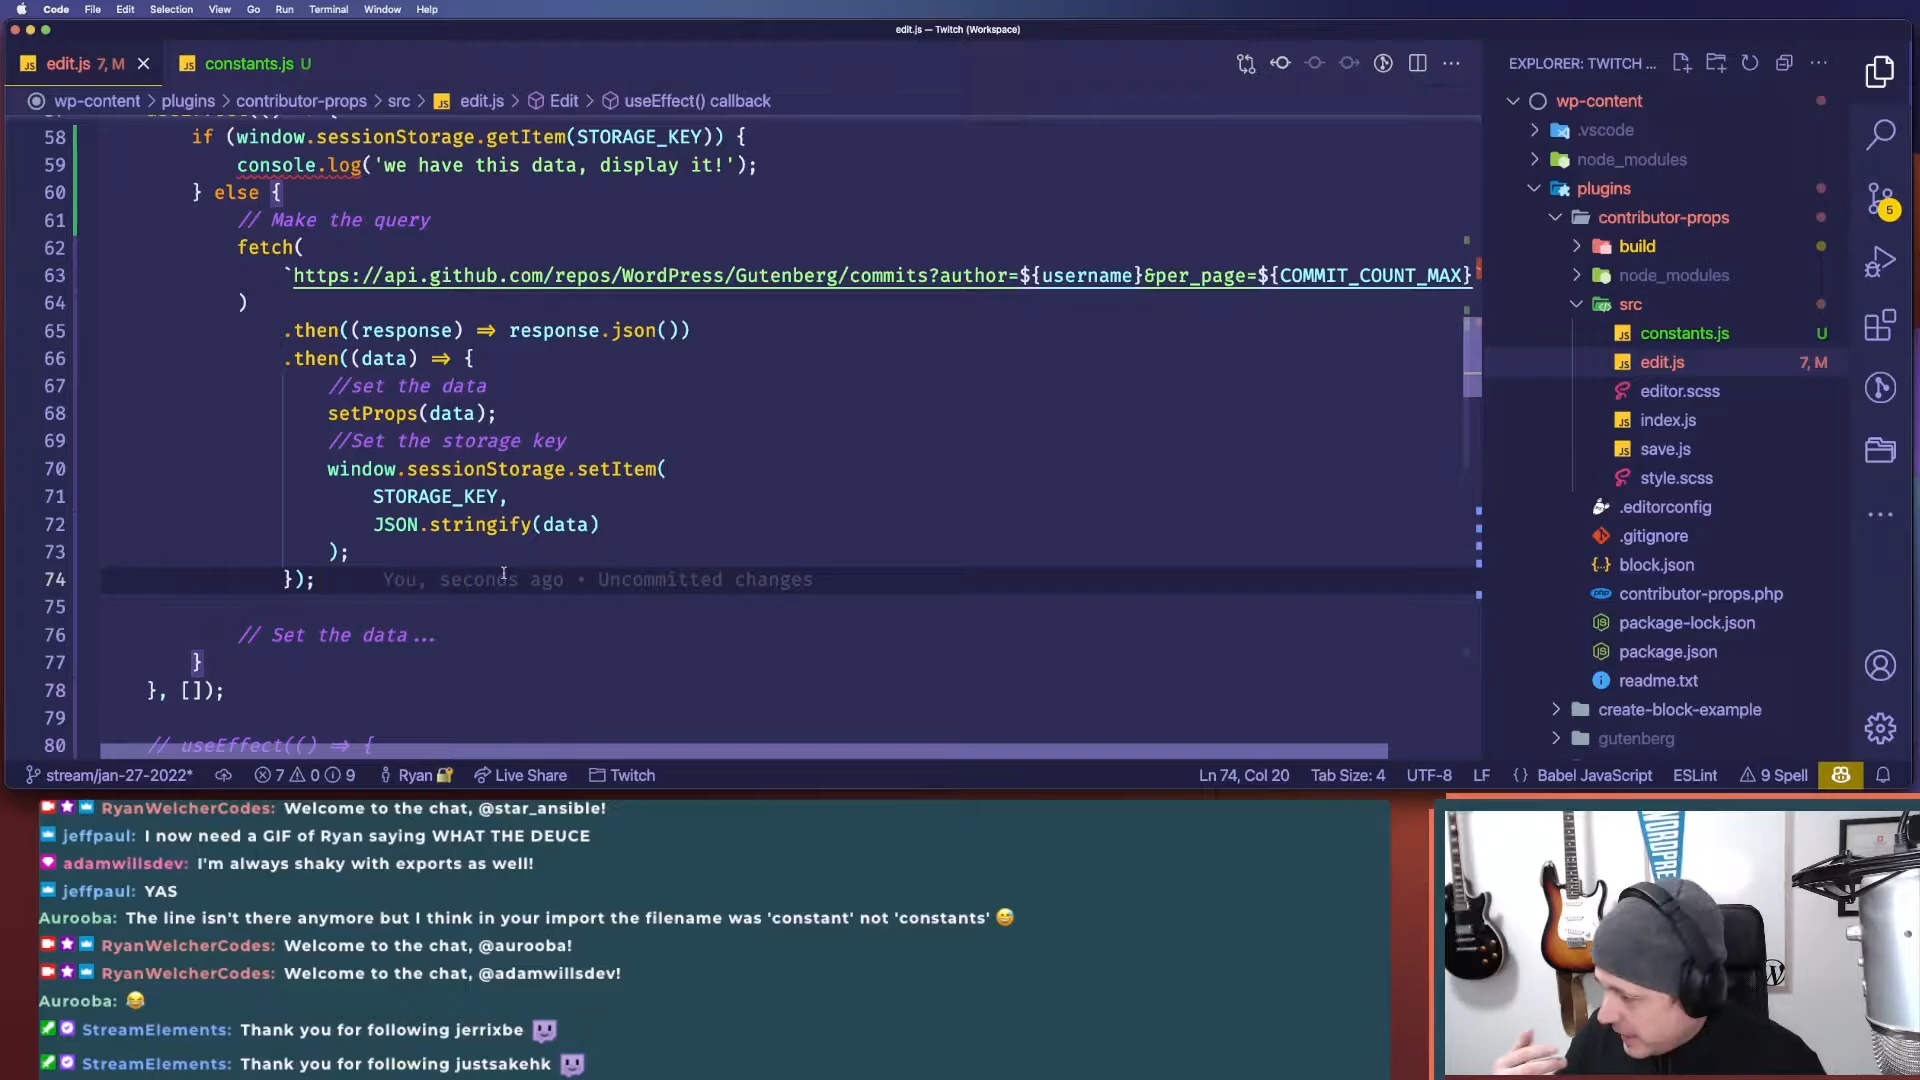 Code File Edit Selection View Go Run Terminal Window Help
edit.js — Twitch (Workspace)
JS edit.js 7, M
JS constants.js U
EXPLORER: TWITCH ...
wp-content > plugins > contributor-props > src > JS edit.js > Edit > useEffect() callback
58 if (window.sessionStorage.getItem(STORAGE_KEY)) {
59 console.log('we have this data, display it!');
60 } else {
61 // Make the query
62 fetch(
63 `https://api.github.com/repos/WordPress/Gutenberg/commits?author=${username}&per_page=${COMMIT_COUNT_MAX}
64 )
65 .then((response) => response.json())
66 .then((data) => {
67 //set the data
68 setProps(data);
69 //Set the storage key
70 window.sessionStorage.setItem(
71 STORAGE_KEY,
72 JSON.stringify(data)
73 );
74 }); You, seconds ago • Uncommitted changes
75
76 // Set the data...
77 }
78 }, []);
79
80 // useEffect(() => {
wp-content
.vscode
node_modules
plugins
contributor-props
build
node_modules
src
JS constants.js U
JS edit.js 7, M
editor.scss
JS index.js
JS save.js
style.scss
.editorconfig
.gitignore
block.json
contributor-props.php
package-lock.json
package.json
readme.txt
create-block-example
gutenberg
5
stream/jan-27-2022* 7 0 9 Ryan Live Share Twitch
Ln 74, Col 20 Tab Size: 4 UTF-8 LF {} Babel JavaScript ESLint 9 Spell
RyanWelcherCodes: Welcome to the chat, @star_ansible!
jeffpaul: I now need a GIF of Ryan saying WHAT THE DEUCE
adamwillsdev: I'm always shaky with exports as well!
jeffpaul: YAS
Aurooba: The line isn't there anymore but I think in your import the filename was 'constant' not 'constants' 😅
RyanWelcherCodes: Welcome to the chat, @aurooba!
RyanWelcherCodes: Welcome to the chat, @adamwillsdev!
Aurooba: 😂
StreamElements: Thank you for following jerrixbe
StreamElements: Thank you for following justsakehk